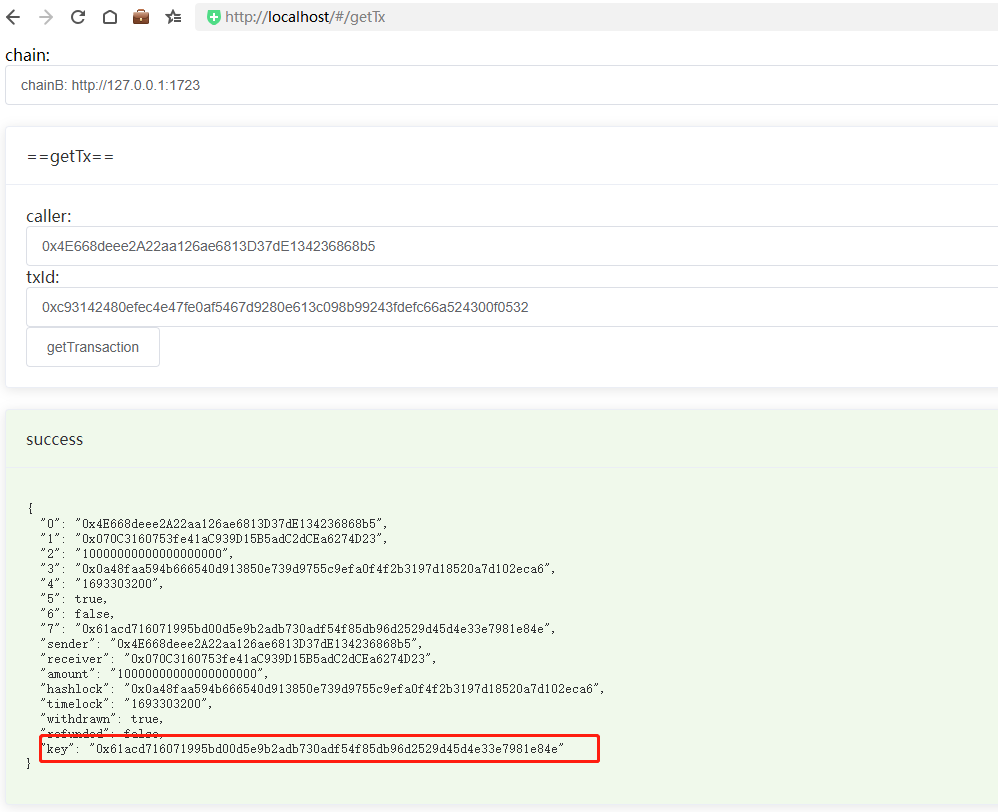 http://localhost/#/getTx
chain:
chainB: http://127.0.0.1:1723
==getTx==
caller:
0x4E668deee2A22aa126ae6813D37dE134236868b5
txId:
0xc93142480efec4e47fe0af5467d9280e613c098b99243fdefc66a524300f0532
getTransaction
success
{
"0": "0x4E668deee2A22aa126ae6813D37dE134236868b5",
"1": "0x070C3160753fe41aC939D15B5adC2dCEa6274D23",
"2": "10000000000000000000",
"3": "0x0a48faa594b666540d913850e739d9755c9efa0f4f2b3197d18520a7d102eca6",
"4": "1693303200",
"5": true,
"6": false,
"7": "0x61acd716071995bd00d5e9b2adb730adf54f85db96d2529d45d4e33e7981e84e",
"sender": "0x4E668deee2A22aa126ae6813D37dE134236868b5",
"receiver": "0x070C3160753fe41aC939D15B5adC2dCEa6274D23",
"amount": "10000000000000000000",
"hashlock": "0x0a48faa594b666540d913850e739d9755c9efa0f4f2b3197d18520a7d102eca6",
"timelock": "1693303200",
"withdrawn": true,
"refunded": false,
"key": "0x61acd716071995bd00d5e9b2adb730adf54f85db96d2529d45d4e33e7981e84e"
}